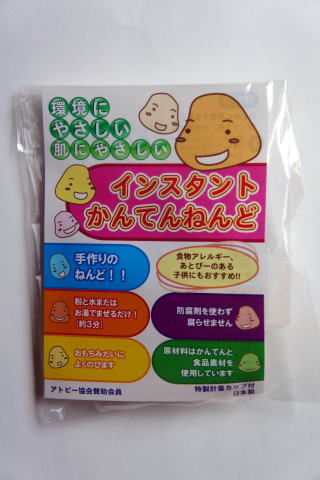 環境に
やさしい
肌にやさしい
インスタント
かんてんねんど
手作りの
ねんど！！
食物アレルギー、
あとぴーのある
子供にもおすすめ!!
粉と水または
お湯でまぜるだけ！
（約3分）
防腐剤を使わず
腐らせません
おもちみたいに
よくのびます
原材料はかんてんと
食品素材を
使用しています
アトピー協会賛助会員
特製計量カップ付
日本製